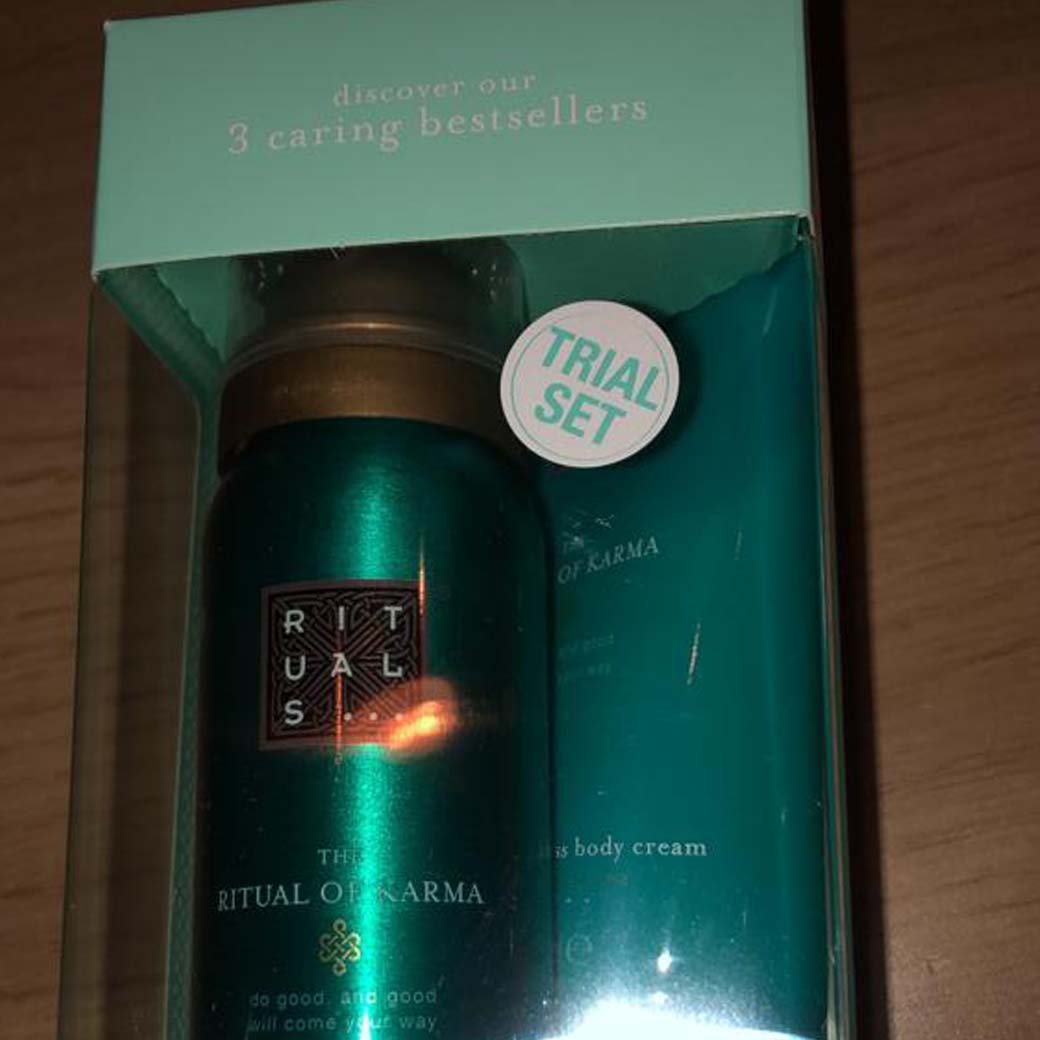 discover our
3 caring bestsellers
TRIAL
SET
RIT
UAL
S...
THE
RITUAL OF KARMA
do good, and good
will come your way
THE
OF KARMA
body cream
e